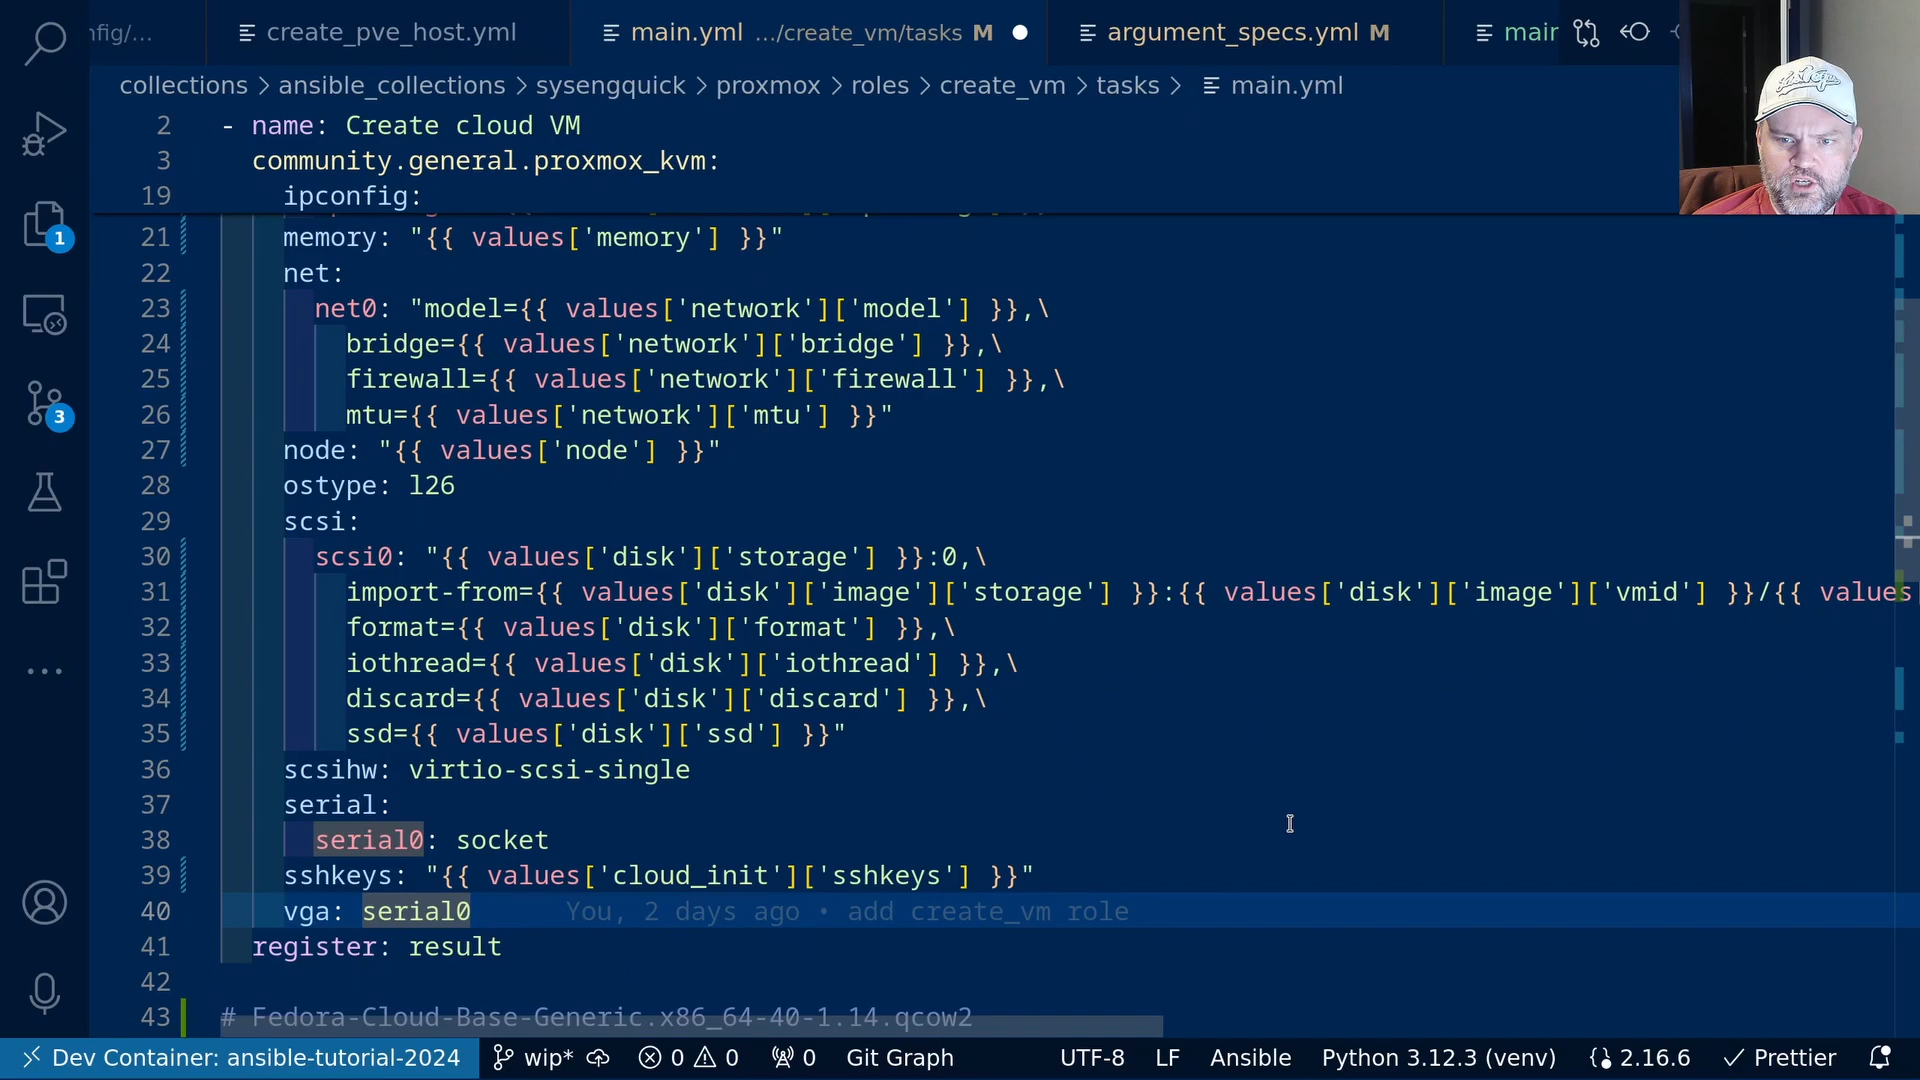 nfig/...
create_pve_host.yml
main.yml .../create_vm/tasks M
argument_specs.yml M
main
collections > ansible_collections > sysengquick > proxmox > roles > create_vm > tasks > main.yml
2 - name: Create cloud VM
3 community.general.proxmox_kvm:
19 ipconfig:
21 memory: "{{ values['memory'] }}"
22 net:
23 net0: "model={{ values['network']['model'] }},\
24 bridge={{ values['network']['bridge'] }},\
25 firewall={{ values['network']['firewall'] }},\
26 mtu={{ values['network']['mtu'] }}"
27 node: "{{ values['node'] }}"
28 ostype: l26
29 scsi:
30 scsi0: "{{ values['disk']['storage'] }}:0,\
31 import-from={{ values['disk']['image']['storage'] }}:{{ values['disk']['image']['vmid'] }}/{{ values
32 format={{ values['disk']['format'] }},\
33 iothread={{ values['disk']['iothread'] }},\
34 discard={{ values['disk']['discard'] }},\
35 ssd={{ values['disk']['ssd'] }}"
36 scsihw: virtio-scsi-single
37 serial:
38 serial0: socket
39 sshkeys: "{{ values['cloud_init']['sshkeys'] }}"
40 vga: serial0 You, 2 days ago • add create_vm role
41 register: result
42
43 # Fedora-Cloud-Base-Generic.x86_64-40-1.14.qcow2
1
3
Dev Container: ansible-tutorial-2024 wip* 0 0 0 Git Graph UTF-8 LF Ansible Python 3.12.3 (venv) 2.16.6 Prettier